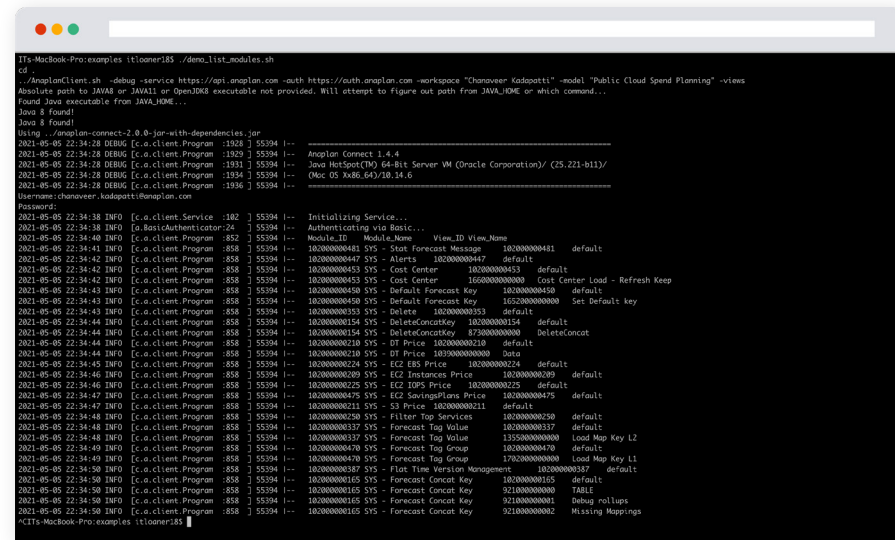 ITs-MacBook-Pro:examples itloaner18$ ./demo_list_modules.sh
cd .
../AnaplanClient.sh -debug -service https://api.anaplan.com -auth https://auth.anaplan.com -workspace "Chanaveer Kadapatti" -model "Public Cloud Spend Planning" -views
Absolute path to JAVA8 or JAVA11 or OpenJDK8 executable not provided. Will attempt to figure out path from JAVA_HOME or which command...
Found Java executable from JAVA_HOME...
Java 8 found!
Java 8 found!
Using ../anaplan-connect-2.0.0-jar-with-dependencies.jar
2021-05-05 22:34:28 DEBUG [c.a.client.Program :1928 ] 55394 |-- ====================================================================
2021-05-05 22:34:28 DEBUG [c.a.client.Program :1929 ] 55394 |-- Anaplan Connect 1.4.4
2021-05-05 22:34:28 DEBUG [c.a.client.Program :1931 ] 55394 |-- Java HotSpot(TM) 64-Bit Server VM (Oracle Corporation)/ (25.221-b11)/
2021-05-05 22:34:28 DEBUG [c.a.client.Program :1934 ] 55394 |-- (Mac OS Xx86_64)/10.14.6
2021-05-05 22:34:28 DEBUG [c.a.client.Program :1936 ] 55394 |-- ====================================================================
Username:chanaveer.kadapatti@anaplan.com
Password:
2021-05-05 22:34:38 INFO [c.a.client.Service :102 ] 55394 |-- Initializing Service...
2021-05-05 22:34:38 INFO [a.BasicAuthenticator:24 ] 55394 |-- Authenticating via Basic...
2021-05-05 22:34:40 INFO [c.a.client.Program :852 ] 55394 |-- Module_ID Module_Name View_ID View_Name
2021-05-05 22:34:41 INFO [c.a.client.Program :858 ] 55394 |-- 102000000481 SYS - Stat Forecast Message 102000000481 default
2021-05-05 22:34:42 INFO [c.a.client.Program :858 ] 55394 |-- 102000000447 SYS - Alerts 102000000447 default
2021-05-05 22:34:42 INFO [c.a.client.Program :858 ] 55394 |-- 102000000453 SYS - Cost Center 102000000453 default
2021-05-05 22:34:42 INFO [c.a.client.Program :858 ] 55394 |-- 102000000453 SYS - Cost Center 1660000000000 Cost Center Load - Refresh Keep
2021-05-05 22:34:43 INFO [c.a.client.Program :858 ] 55394 |-- 102000000450 SYS - Default Forecast Key 102000000450 default
2021-05-05 22:34:43 INFO [c.a.client.Program :858 ] 55394 |-- 102000000450 SYS - Default Forecast Key 1652000000000 Set Default key
2021-05-05 22:34:43 INFO [c.a.client.Program :858 ] 55394 |-- 102000000353 SYS - Delete 102000000353 default
2021-05-05 22:34:44 INFO [c.a.client.Program :858 ] 55394 |-- 102000000154 SYS - DeleteConcatKey 102000000154 default
2021-05-05 22:34:44 INFO [c.a.client.Program :858 ] 55394 |-- 102000000154 SYS - DeleteConcatKey 873000000000 DeleteConcat
2021-05-05 22:34:44 INFO [c.a.client.Program :858 ] 55394 |-- 102000000210 SYS - DT Price 102000000210 default
2021-05-05 22:34:44 INFO [c.a.client.Program :858 ] 55394 |-- 102000000210 SYS - DT Price 1039000000000 Data
2021-05-05 22:34:45 INFO [c.a.client.Program :858 ] 55394 |-- 102000000224 SYS - EC2 EBS Price 102000000224 default
2021-05-05 22:34:46 INFO [c.a.client.Program :858 ] 55394 |-- 102000000209 SYS - EC2 Instances Price 102000000209 default
2021-05-05 22:34:46 INFO [c.a.client.Program :858 ] 55394 |-- 102000000225 SYS - EC2 IOPS Price 102000000225 default
2021-05-05 22:34:47 INFO [c.a.client.Program :858 ] 55394 |-- 102000000475 SYS - EC2 SavingsPlans Price 102000000475 default
2021-05-05 22:34:47 INFO [c.a.client.Program :858 ] 55394 |-- 102000000211 SYS - S3 Price 102000000211 default
2021-05-05 22:34:48 INFO [c.a.client.Program :858 ] 55394 |-- 102000000250 SYS - Filter Top Services 102000000250 default
2021-05-05 22:34:48 INFO [c.a.client.Program :858 ] 55394 |-- 102000000337 SYS - Forecast Tag Value 102000000337 default
2021-05-05 22:34:48 INFO [c.a.client.Program :858 ] 55394 |-- 102000000337 SYS - Forecast Tag Value 1355000000000 Load Map Key L2
2021-05-05 22:34:49 INFO [c.a.client.Program :858 ] 55394 |-- 102000000470 SYS - Forecast Tag Group 102000000470 default
2021-05-05 22:34:49 INFO [c.a.client.Program :858 ] 55394 |-- 102000000470 SYS - Forecast Tag Group 1702000000000 Load Map Key L1
2021-05-05 22:34:50 INFO [c.a.client.Program :858 ] 55394 |-- 102000000387 SYS - Flat Time Version Management 102000000387 default
2021-05-05 22:34:50 INFO [c.a.client.Program :858 ] 55394 |-- 102000000165 SYS - Forecast Concat Key 102000000165 default
2021-05-05 22:34:50 INFO [c.a.client.Program :858 ] 55394 |-- 102000000165 SYS - Forecast Concat Key 921000000000 TABLE
2021-05-05 22:34:50 INFO [c.a.client.Program :858 ] 55394 |-- 102000000165 SYS - Forecast Concat Key 921000000001 Debug rollups
2021-05-05 22:34:50 INFO [c.a.client.Program :858 ] 55394 |-- 102000000165 SYS - Forecast Concat Key 921000000002 Missing Mappings
^CITs-MacBook-Pro:examples itloaner18$